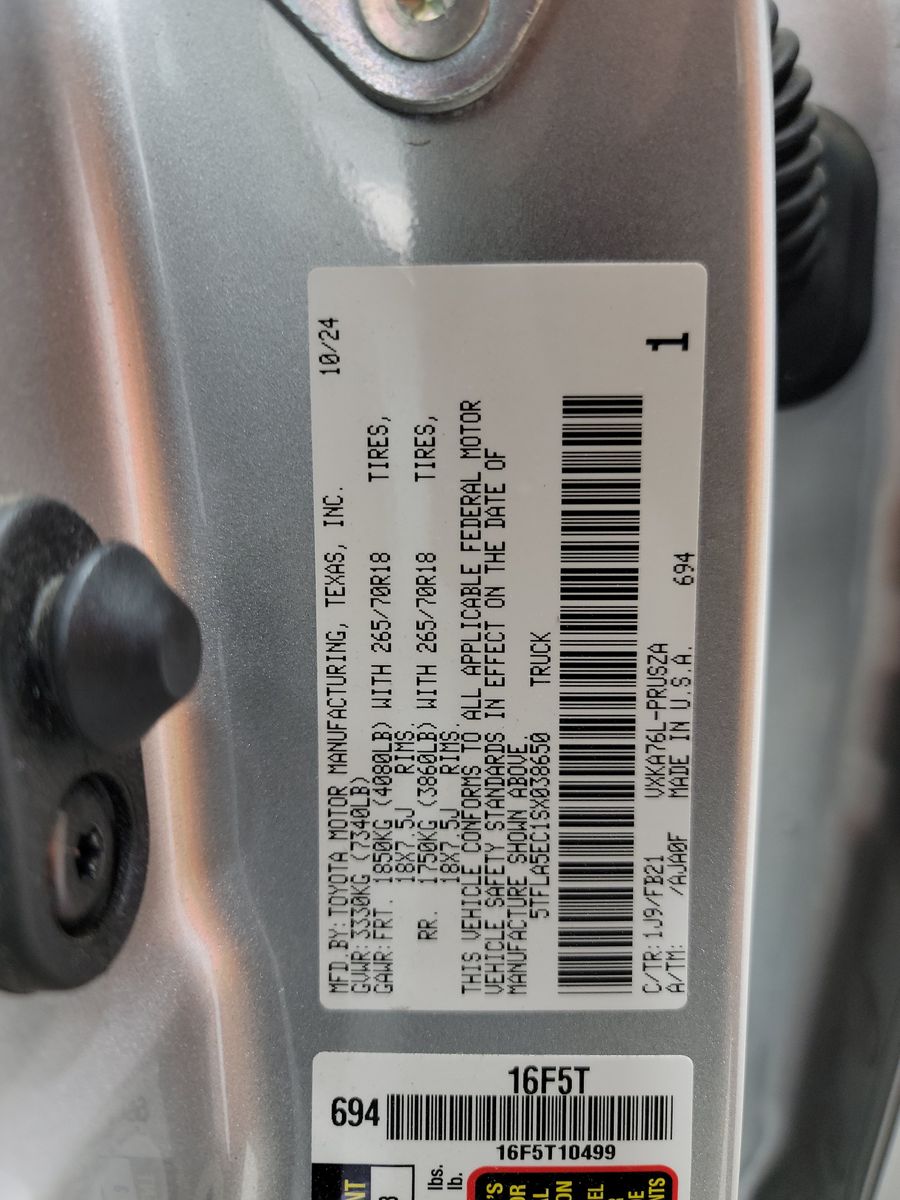 MFD.BY:TOYOTA MOTOR MANUFACTURING, TEXAS, INC. 10/24
GVWR:3330KG (7340LB)
GAWR:FRT. 1850KG (4080LB) WITH 265/70R18 TIRES,
18X7.5J RIMS.
RR. 1750KG (3860LB) WITH 265/70R18 TIRES,
18X7.5J RIMS.
THIS VEHICLE CONFORMS TO ALL APPLICABLE FEDERAL MOTOR
VEHICLE SAFETY STANDARDS IN EFFECT ON THE DATE OF
MANUFACTURE SHOWN ABOVE.
5TFLA5EC1SX038650 TRUCK
C/TR:1J9/FB21 VXKA76L-PRUSZA
A/TM: /AJA0F MADE IN U.S.A. 694
1
16F5T
694
16F5T10499
lbs.
lb.